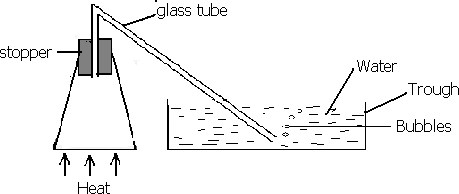 glass tube
stopper
Water
Trough
Bubbles
Heat